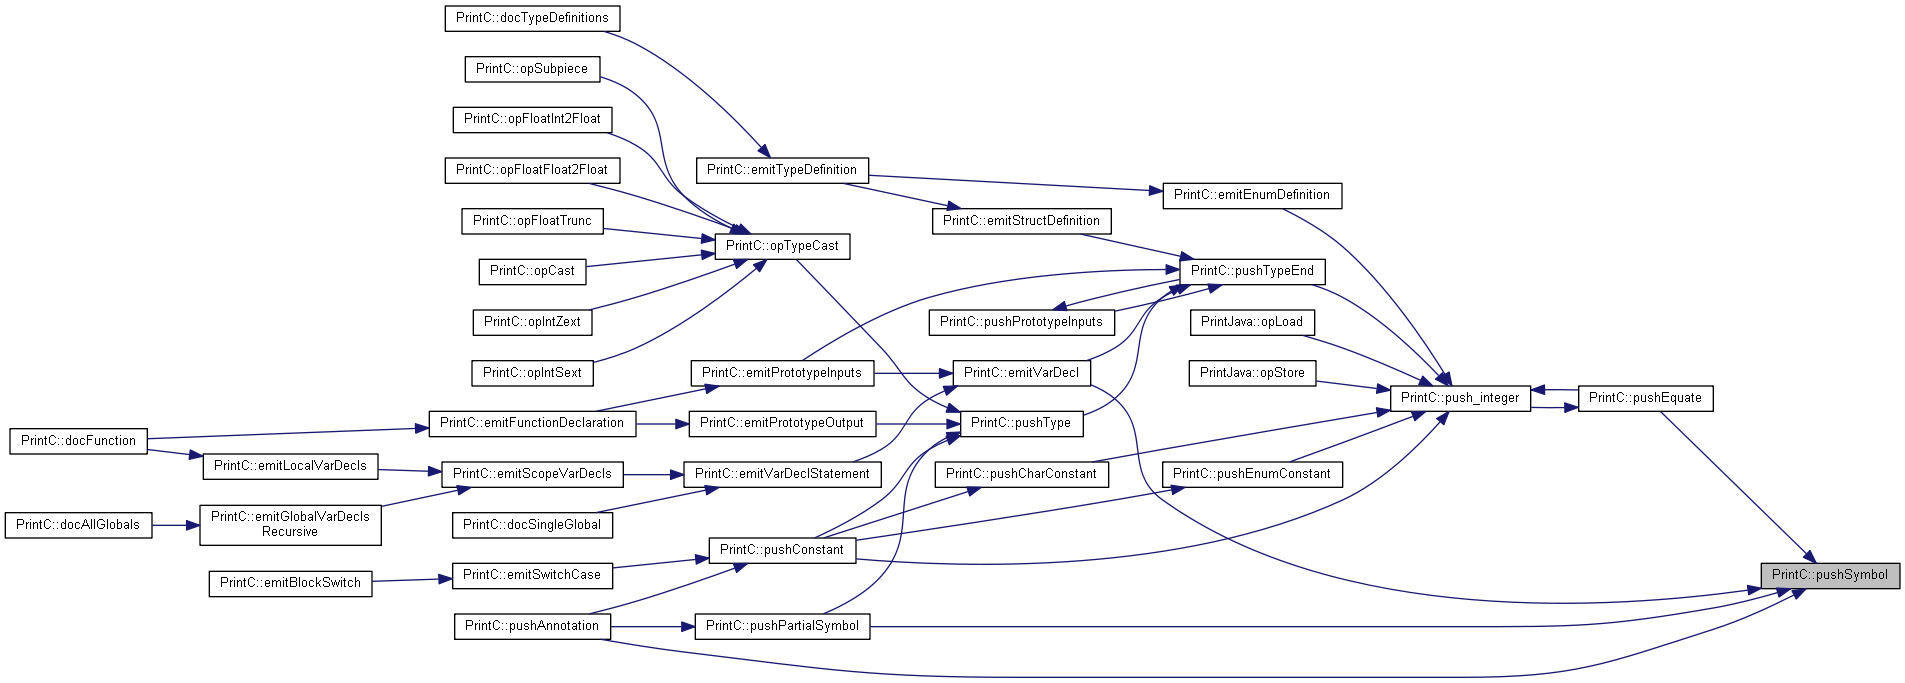 PrintC::docTypeDefinitions
PrintC::opSubpiece
PrintC::opFloatInt2Float
PrintC::opFloatFloat2Float
PrintC::emitTypeDefinition
PrintC::emitEnumDefinition
PrintC::opFloatTrunc
PrintC::emitStructDefinition
PrintC::opTypeCast
PrintC::opCast
PrintC::pushTypeEnd
PrintC::opIntZext
PrintC::pushPrototypeInputs
PrintJava::opLoad
PrintC::opIntSext
PrintC::emitPrototypeInputs
PrintC::emitVarDecl
PrintJava::opStore
PrintC::push_integer
PrintC::pushEquate
PrintC::docFunction
PrintC::emitFunctionDeclaration
PrintC::emitPrototypeOutput
PrintC::pushType
PrintC::emitLocalVarDecls
PrintC::emitScopeVarDecls
PrintC::emitVarDeclStatement
PrintC::pushCharConstant
PrintC::pushEnumConstant
PrintC::docAllGlobals
PrintC::emitGlobalVarDecls
Recursive
PrintC::docSingleGlobal
PrintC::pushConstant
PrintC::emitBlockSwitch
PrintC::emitSwitchCase
PrintC::pushSymbol
PrintC::pushAnnotation
PrintC::pushPartialSymbol